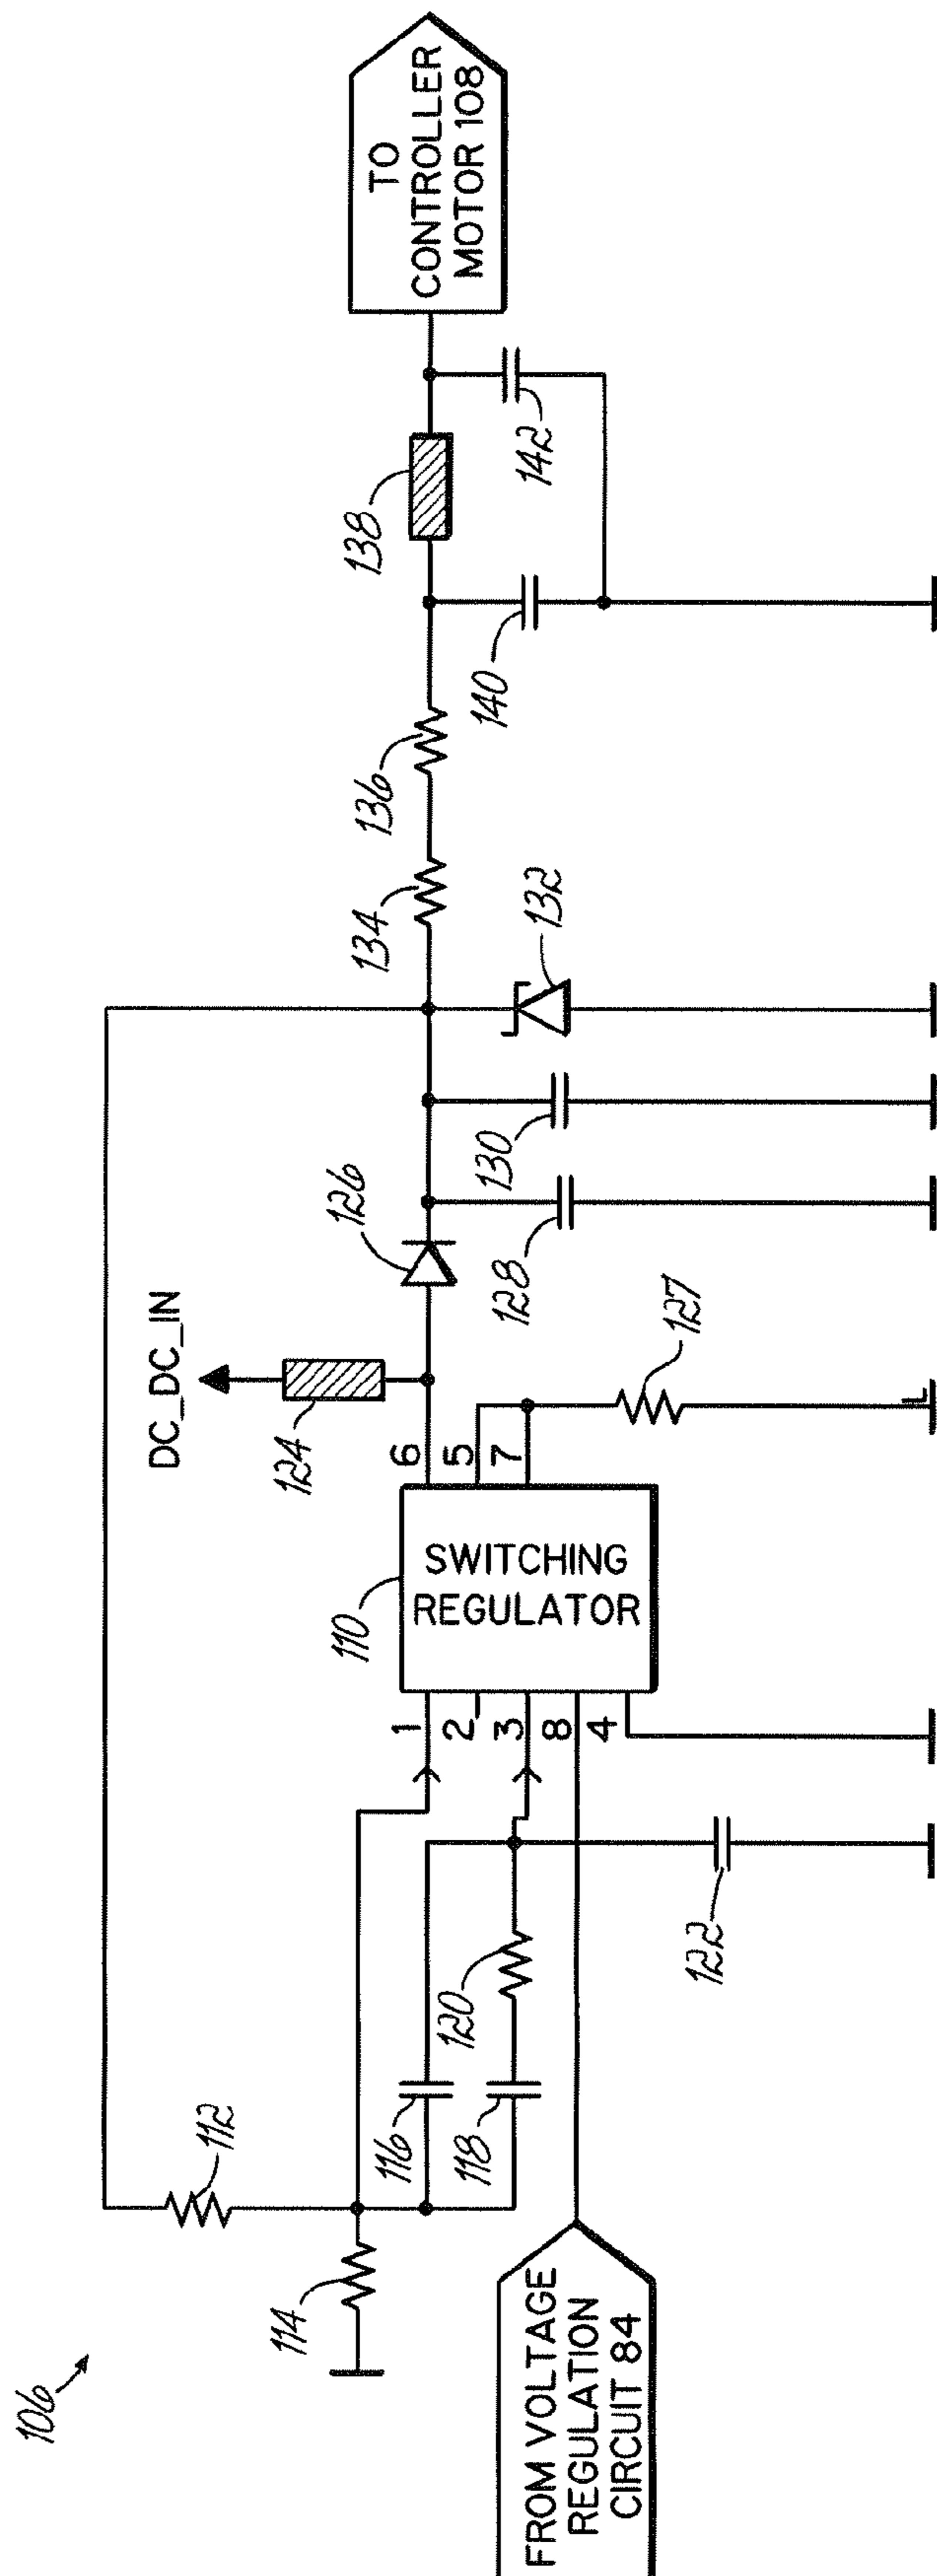 106
112
114
116
118
120
122
FROM VOLTAGE
REGULATION
CIRCUIT 84
110
SWITCHING
REGULATOR
1
2
3
8
4
6
5
7
DC_DC_IN
124
126
127
L
128
130
132
134
136
138
140
142
TO
CONTROLLER
MOTOR 108